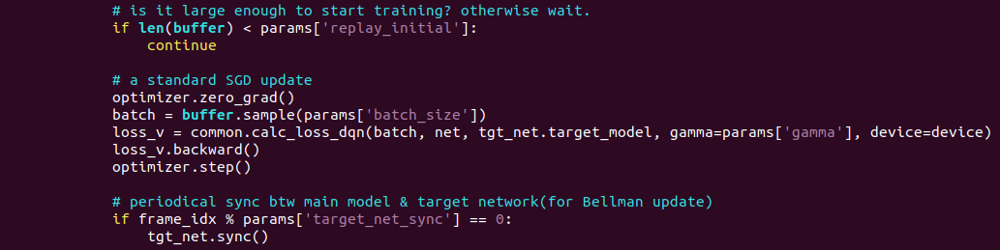 # is it large enough to start training? otherwise wait.
if len(buffer) < params['replay_initial']:
    continue

# a standard SGD update
optimizer.zero_grad()
batch = buffer.sample(params['batch_size'])
loss_v = common.calc_loss_dqn(batch, net, tgt_net.target_model, gamma=params['gamma'], device=device)
loss_v.backward()
optimizer.step()

# periodical sync btw main model & target network(for Bellman update)
if frame_idx % params['target_net_sync'] == 0:
    tgt_net.sync()